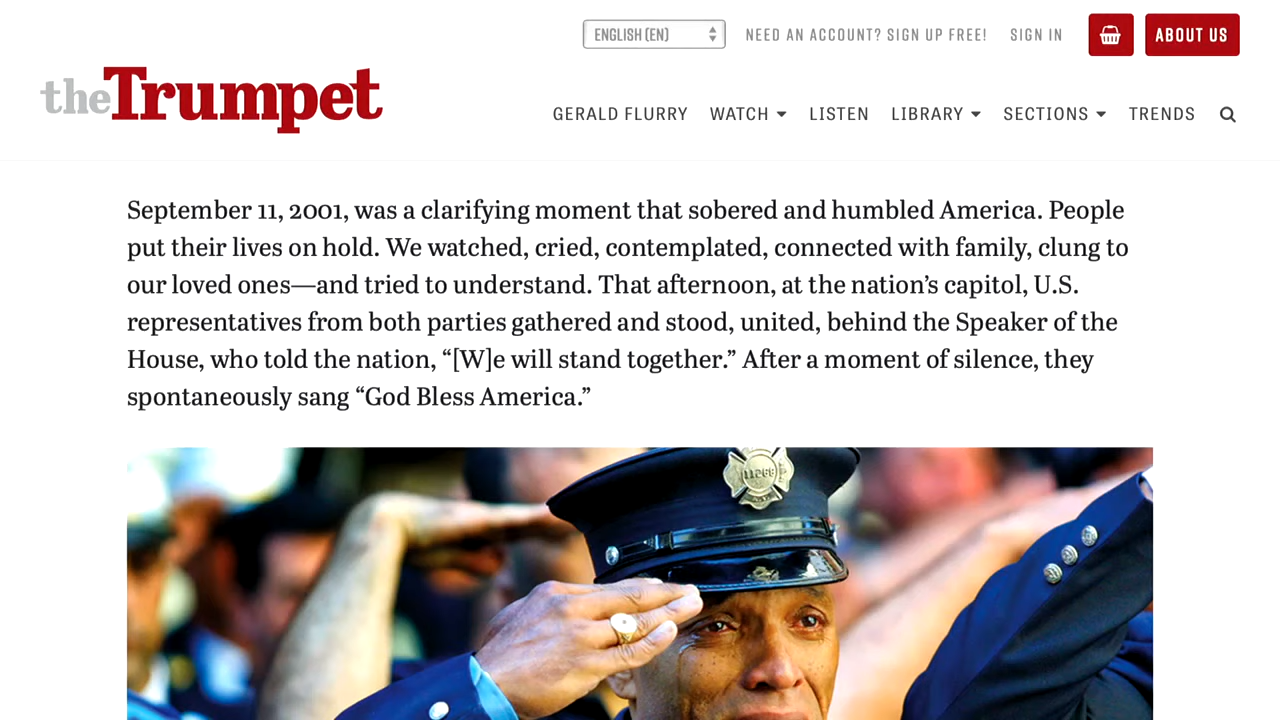 ENGLISH (EN)
NEED AN ACCOUNT? SIGN UP FREE!
SIGN IN
ABOUT US
theTrumpet
GERALD FLURRY
WATCH
LISTEN
LIBRARY
SECTIONS
TRENDS
September 11, 2001, was a clarifying moment that sobered and humbled America. People
put their lives on hold. We watched, cried, contemplated, connected with family, clung to
our loved ones—and tried to understand. That afternoon, at the nation’s capitol, U.S.
representatives from both parties gathered and stood, united, behind the Speaker of the
House, who told the nation, “[W]e will stand together.” After a moment of silence, they
spontaneously sang “God Bless America.”
11268